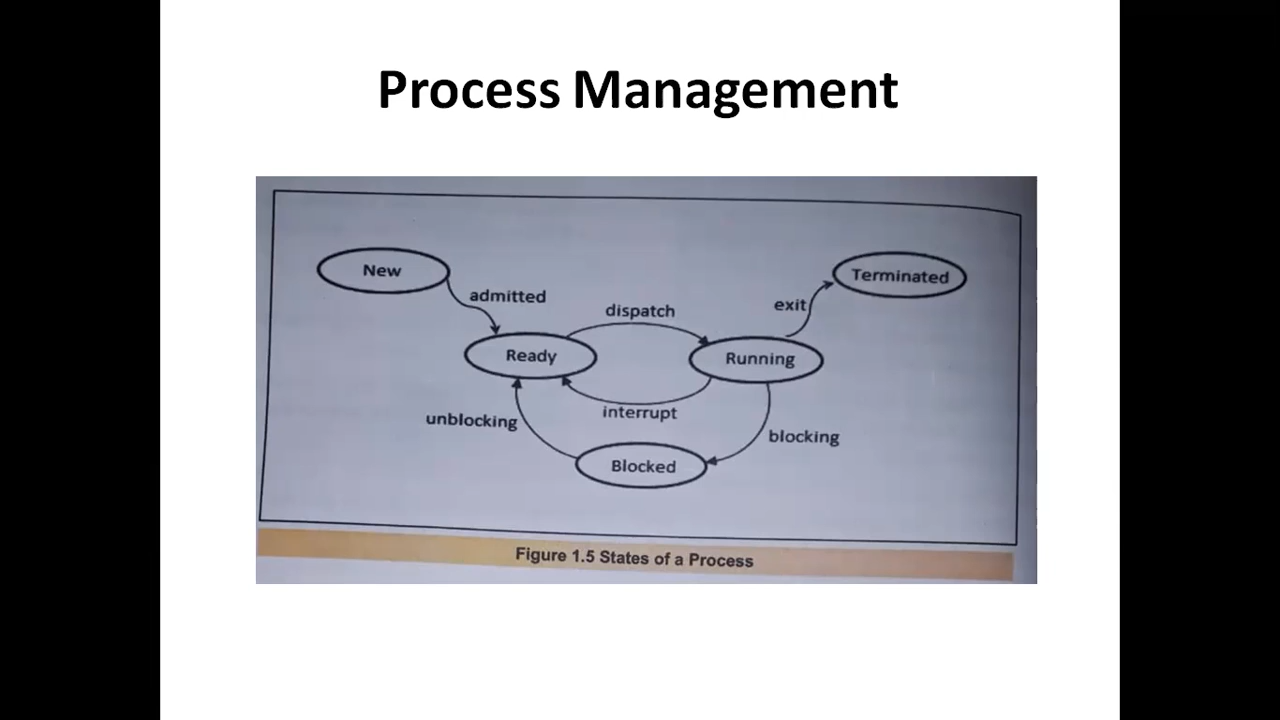 Process Management
New
Terminated
admitted
exit
dispatch
Ready
Running
interrupt
unblocking
blocking
Blocked
Figure 1.5 States of a Process